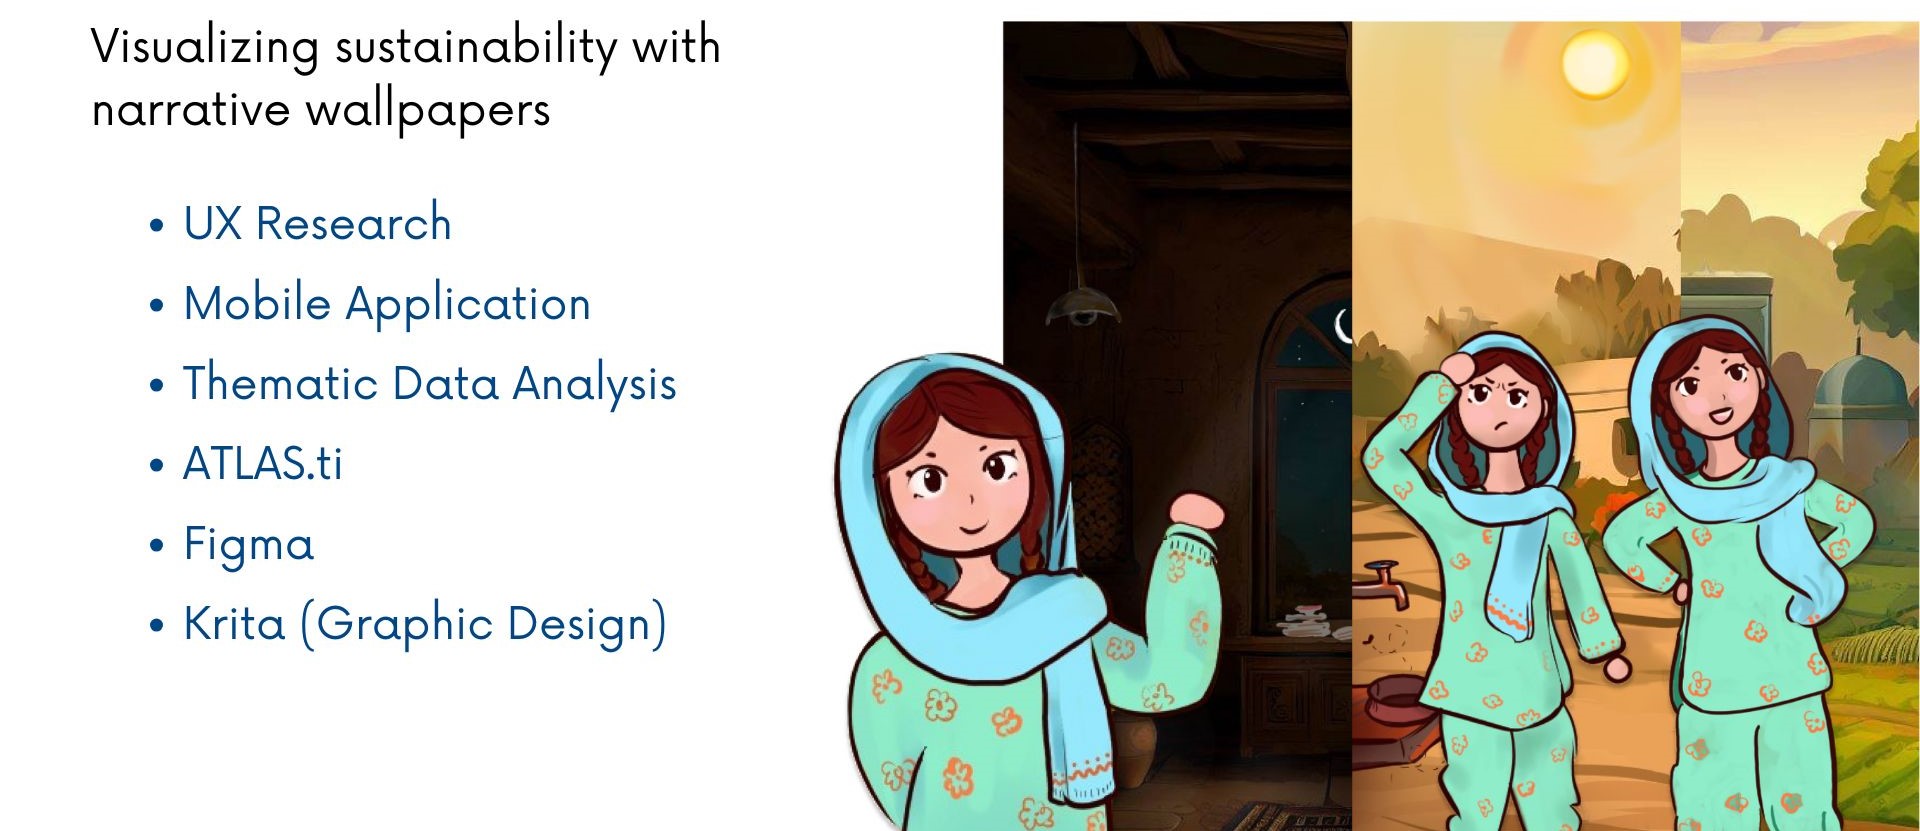 Visualizing sustainability with
narrative wallpapers
• UX Research
• Mobile Application
• Thematic Data Analysis
• ATLAS.ti
• Figma
• Krita (Graphic Design)